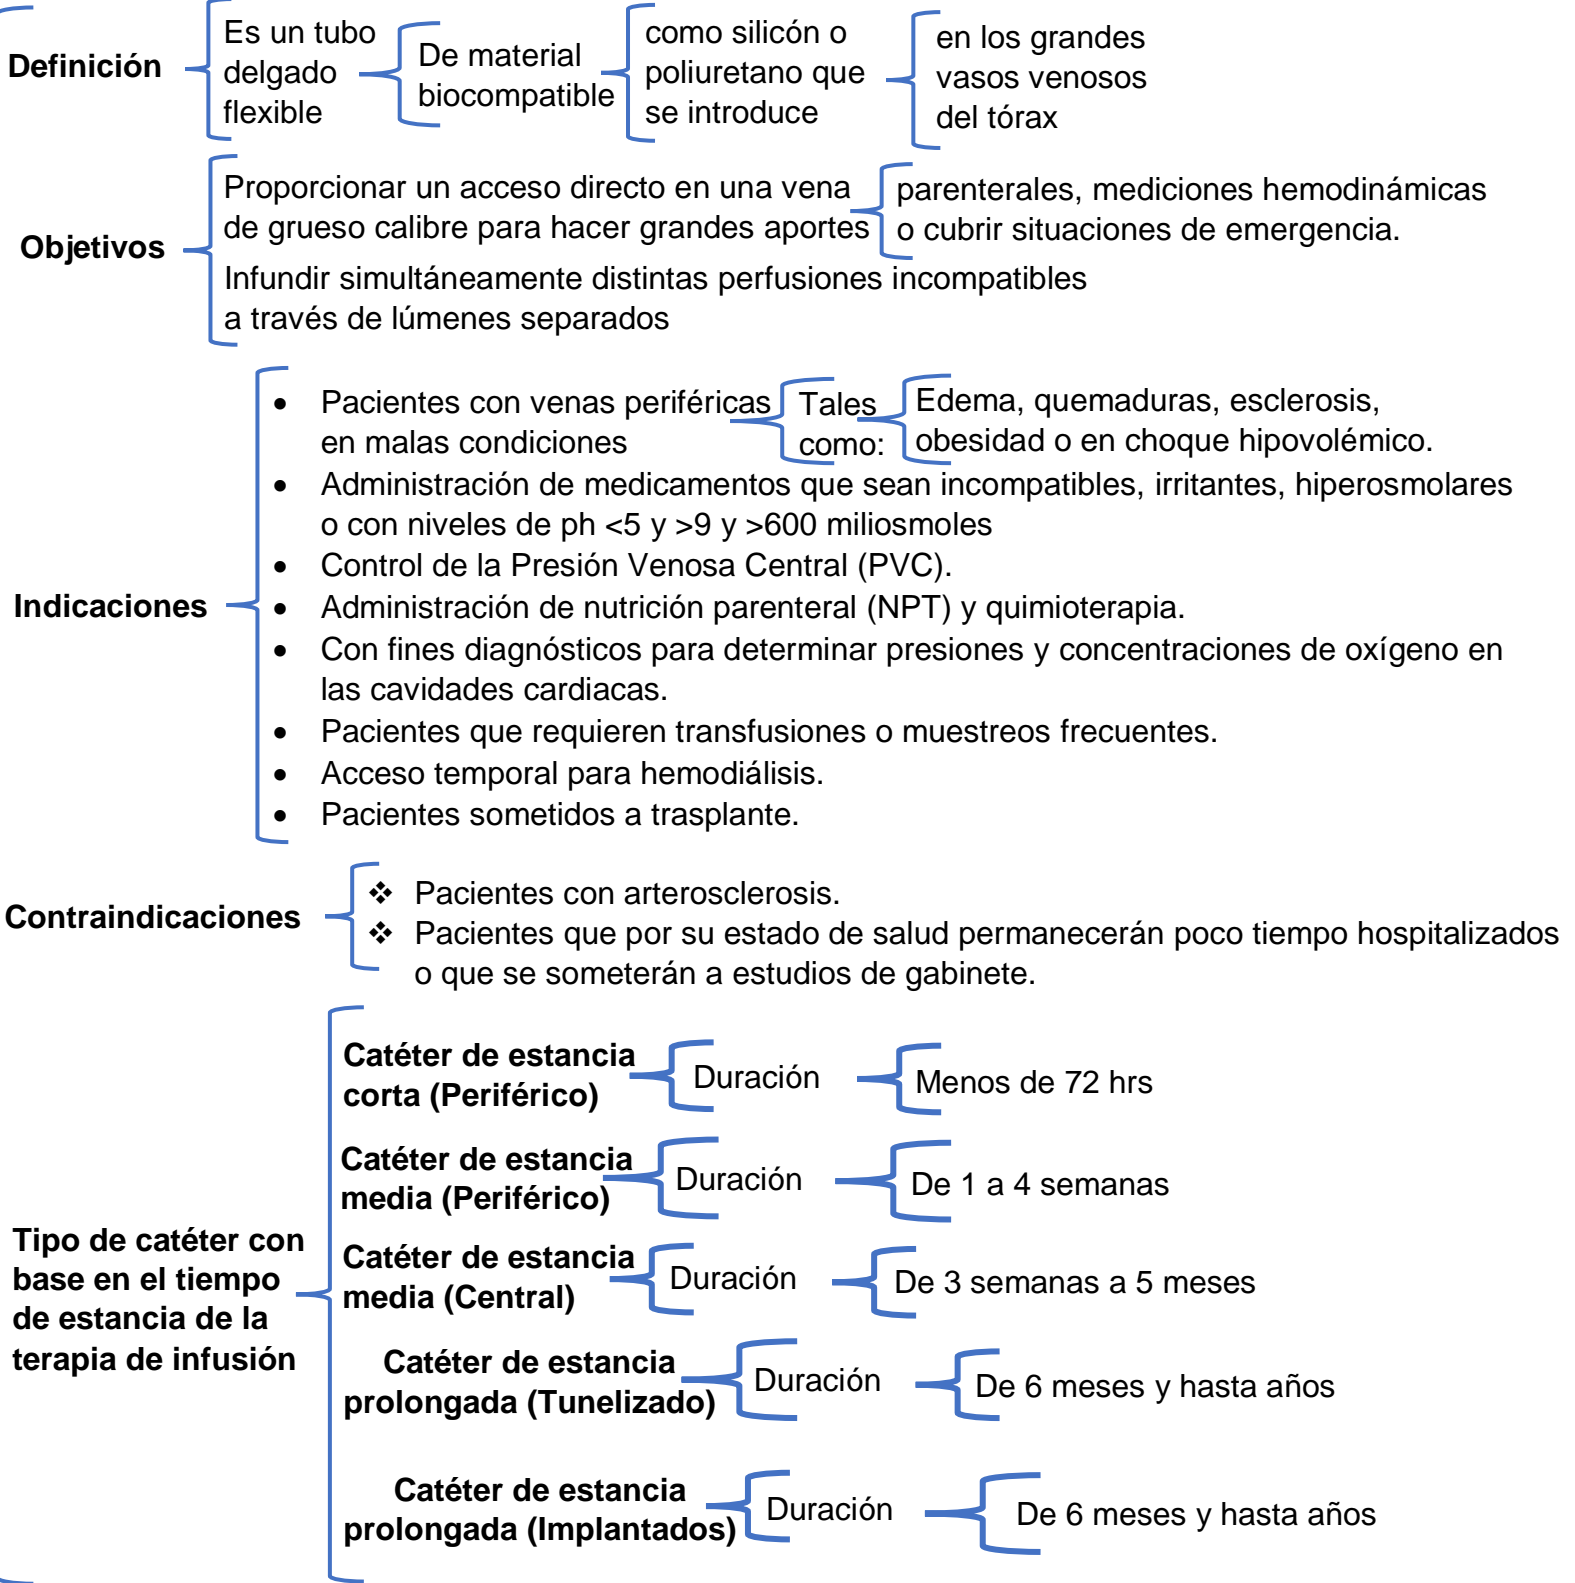 Definición
Es un tubo
delgado
flexible
De material
biocompatible
como silicón o
poliuretano que
se introduce
en los grandes
vasos venosos
del tórax
Objetivos
Proporcionar un acceso directo en una vena
de grueso calibre para hacer grandes aportes
parenterales, mediciones hemodinámicas
o cubrir situaciones de emergencia.
Infundir simultáneamente distintas perfusiones incompatibles
a través de lúmenes separados
Indicaciones
• Pacientes con venas periféricas
en malas condiciones
Tales
como:
Edema, quemaduras, esclerosis,
obesidad o en choque hipovolémico.
• Administración de medicamentos que sean incompatibles, irritantes, hiperosmolares
o con niveles de ph <5 y >9 y >600 miliosmoles
• Control de la Presión Venosa Central (PVC).
• Administración de nutrición parenteral (NPT) y quimioterapia.
• Con fines diagnósticos para determinar presiones y concentraciones de oxígeno en
las cavidades cardiacas.
• Pacientes que requieren transfusiones o muestreos frecuentes.
• Acceso temporal para hemodiálisis.
• Pacientes sometidos a trasplante.
Contraindicaciones
❖ Pacientes con arterosclerosis.
❖ Pacientes que por su estado de salud permanecerán poco tiempo hospitalizados
o que se someterán a estudios de gabinete.
Tipo de catéter con
base en el tiempo
de estancia de la
terapia de infusión
Catéter de estancia
corta (Periférico)
Duración
Menos de 72 hrs
Catéter de estancia
media (Periférico)
Duración
De 1 a 4 semanas
Catéter de estancia
media (Central)
Duración
De 3 semanas a 5 meses
Catéter de estancia
prolongada (Tunelizado)
Duración
De 6 meses y hasta años
Catéter de estancia
prolongada (Implantados)
Duración
De 6 meses y hasta años